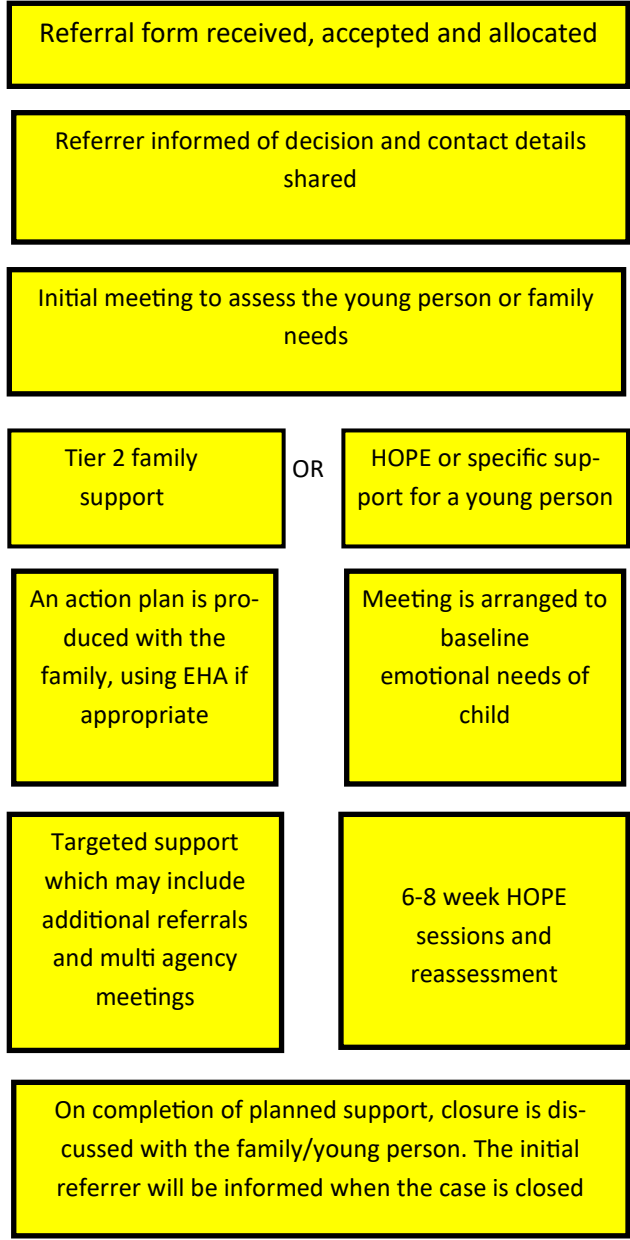 Referral form received, accepted and allocated
Referrer informed of decision and contact details
shared
Initial meeting to assess the young person or family
needs
Tier 2 family
support
OR
HOPE or specific sup-
port for a young person
An action plan is pro-
duced with the
family, using EHA if
appropriate
Meeting is arranged to
baseline
emotional needs of
child
Targeted support
which may include
additional referrals
and multi agency
meetings
6-8 week HOPE
sessions and
reassessment
On completion of planned support, closure is dis-
cussed with the family/young person. The initial
referrer will be informed when the case is closed